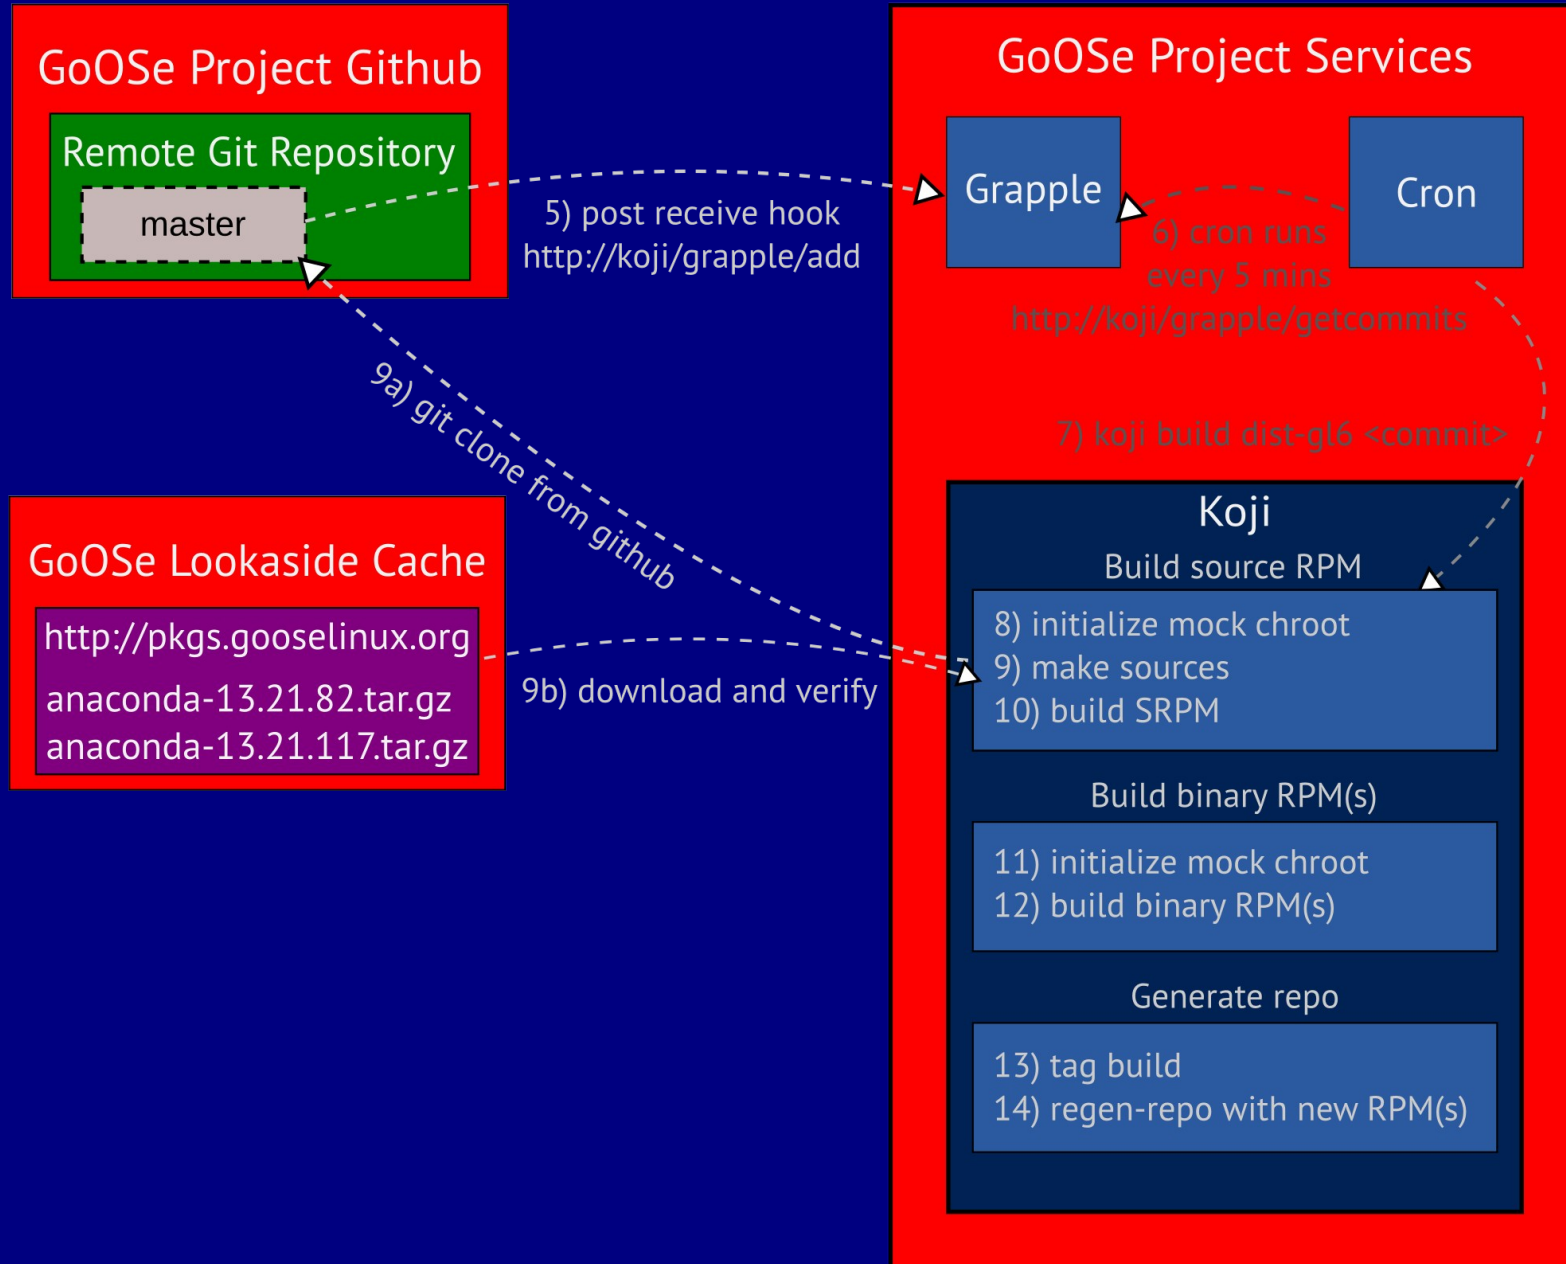 GoOSe Project Github
Remote Git Repository
master
5) post receive hook
http://koji/grapple/add
GoOSe Project Services
Grapple
Cron
6) cron runs
every 5 mins
http://koji/grapple/getcommits
7) koji build dist-gl6 <commit>
9a) git clone from github
GoOSe Lookaside Cache
http://pkgs.gooselinux.org
anaconda-13.21.82.tar.gz
anaconda-13.21.117.tar.gz
9b) download and verify
Koji
Build source RPM
8) initialize mock chroot
9) make sources
10) build SRPM
Build binary RPM(s)
11) initialize mock chroot
12) build binary RPM(s)
Generate repo
13) tag build
14) regen-repo with new RPM(s)